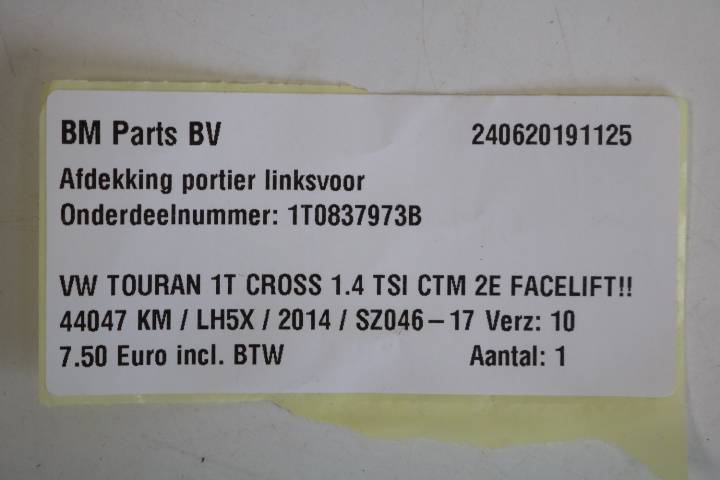 BM Parts BV 240620191125
Afdekking portier linksvoor
Onderdeelnummer: 1T0837973B
VW TOURAN 1T CROSS 1.4 TSI CTM 2E FACELIFT!!
44047 KM / LH5X / 2014 / SZ046-17 Verz: 10
7.50 Euro incl. BTW Aantal: 1